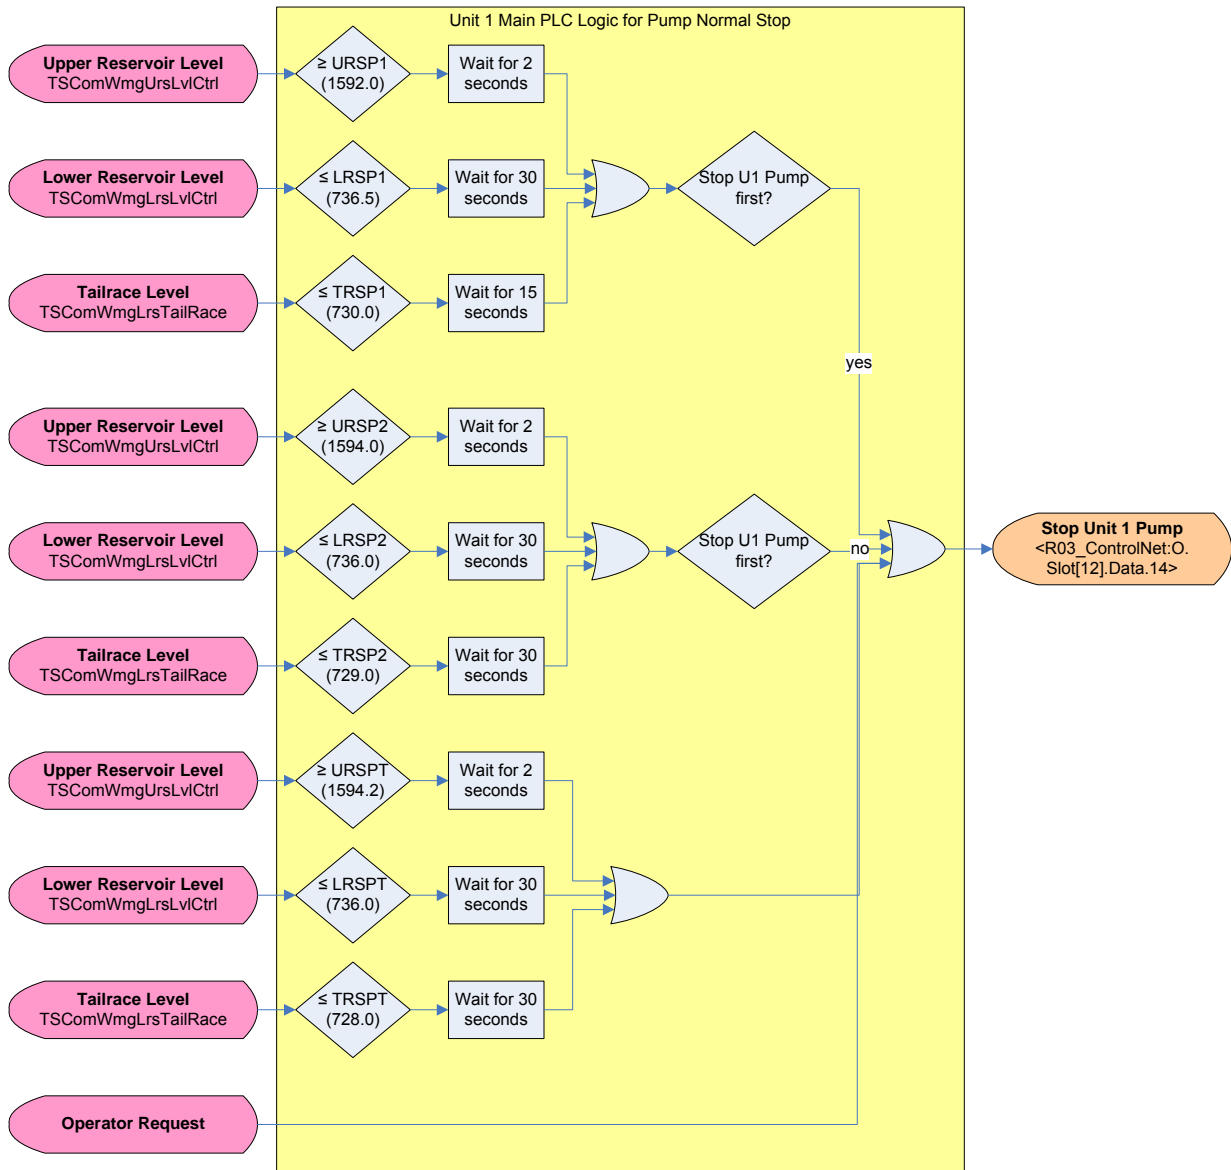 Unit 1 Main PLC Logic for Pump Normal Stop
Upper Reservoir Level
TSComWmgUrsLvlCtrl
≥ URSP1
(1592.0)
Wait for 2
seconds
Lower Reservoir Level
TSComWmgLrsLvlCtrl
≤ LRSP1
(736.5)
Wait for 30
seconds
Stop U1 Pump
first?
Tailrace Level
TSComWmgLrsTailRace
≤ TRSP1
(730.0)
Wait for 15
seconds
yes
Upper Reservoir Level
TSComWmgUrsLvlCtrl
≥ URSP2
(1594.0)
Wait for 2
seconds
Lower Reservoir Level
TSComWmgLrsLvlCtrl
≤ LRSP2
(736.0)
Wait for 30
seconds
Stop U1 Pump
first?
no
Stop Unit 1 Pump
<R03_ControlNet:O.
Slot[12].Data.14>
Tailrace Level
TSComWmgLrsTailRace
≤ TRSP2
(729.0)
Wait for 30
seconds
Upper Reservoir Level
TSComWmgUrsLvlCtrl
≥ URSPT
(1594.2)
Wait for 2
seconds
Lower Reservoir Level
TSComWmgLrsLvlCtrl
≤ LRSPT
(736.0)
Wait for 30
seconds
Tailrace Level
TSComWmgLrsTailRace
≤ TRSPT
(728.0)
Wait for 30
seconds
Operator Request